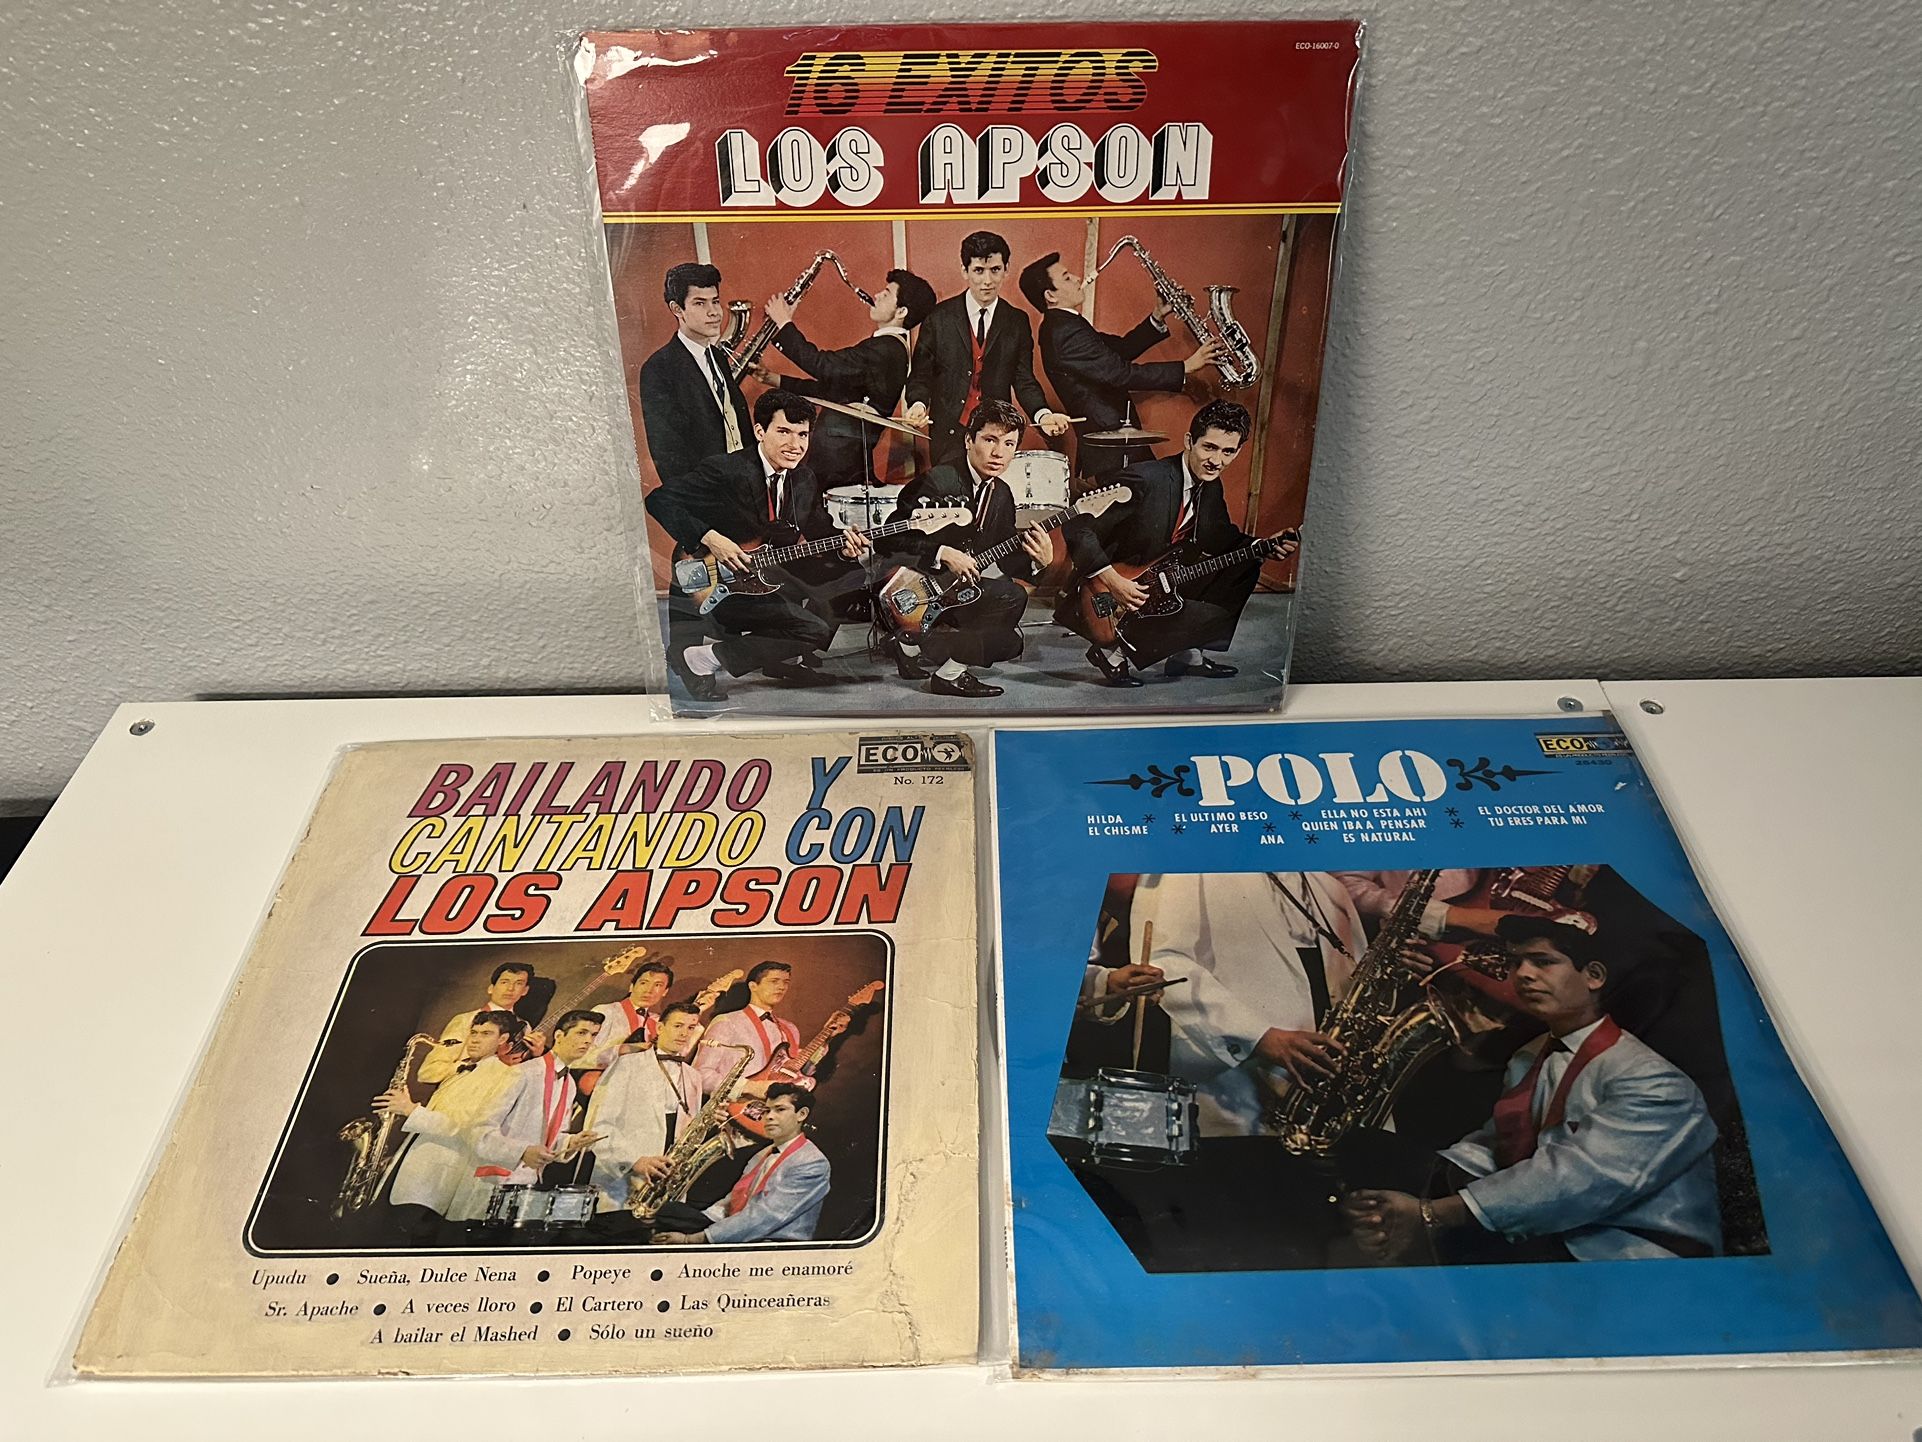 ECO-16007-0
16 EXITOS
LOS APSON
ECO
No. 172
BAILANDO Y
CANTANDO CON
LOS APSON
Upudu ● Sueña, Dulce Nena ● Popeye ● Anoche me enamoré
Sr. Apache ● A veces lloro ● El Cartero ● Las Quinceañeras
A bailar el Mashed ● Sólo un sueño
ECO
25430
POLO
HILDA * EL ULTIMO BESO * ELLA NO ESTA AHI * EL DOCTOR DEL AMOR
EL CHISME * AYER * QUIEN IBA A PENSAR * TU ERES PARA MI
ANA * ES NATURAL